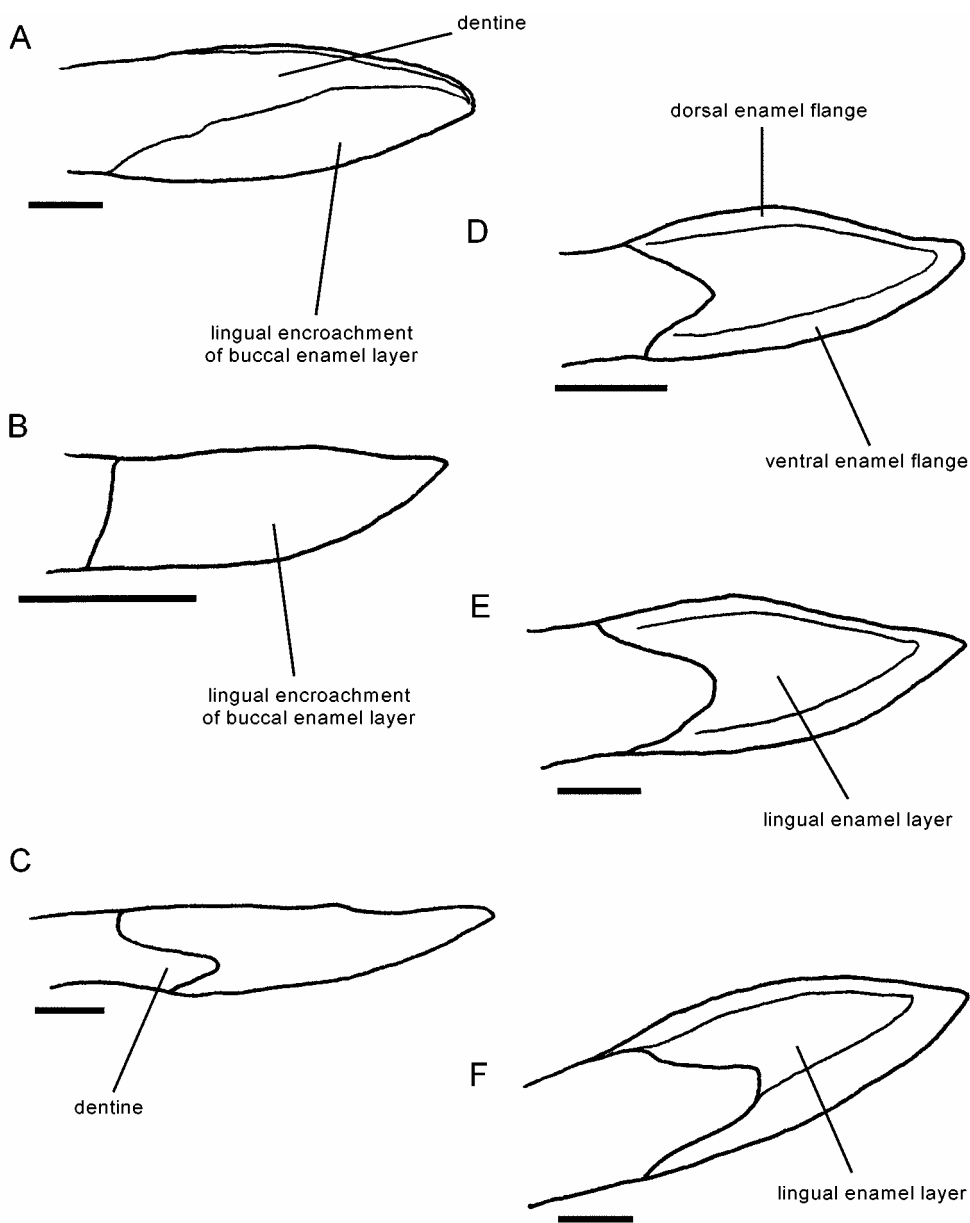 A
dentine
lingual encroachment
of buccal enamel layer
B
lingual encroachment
of buccal enamel layer
C
dentine
D
dorsal enamel flange
ventral enamel flange
E
lingual enamel layer
F
lingual enamel layer